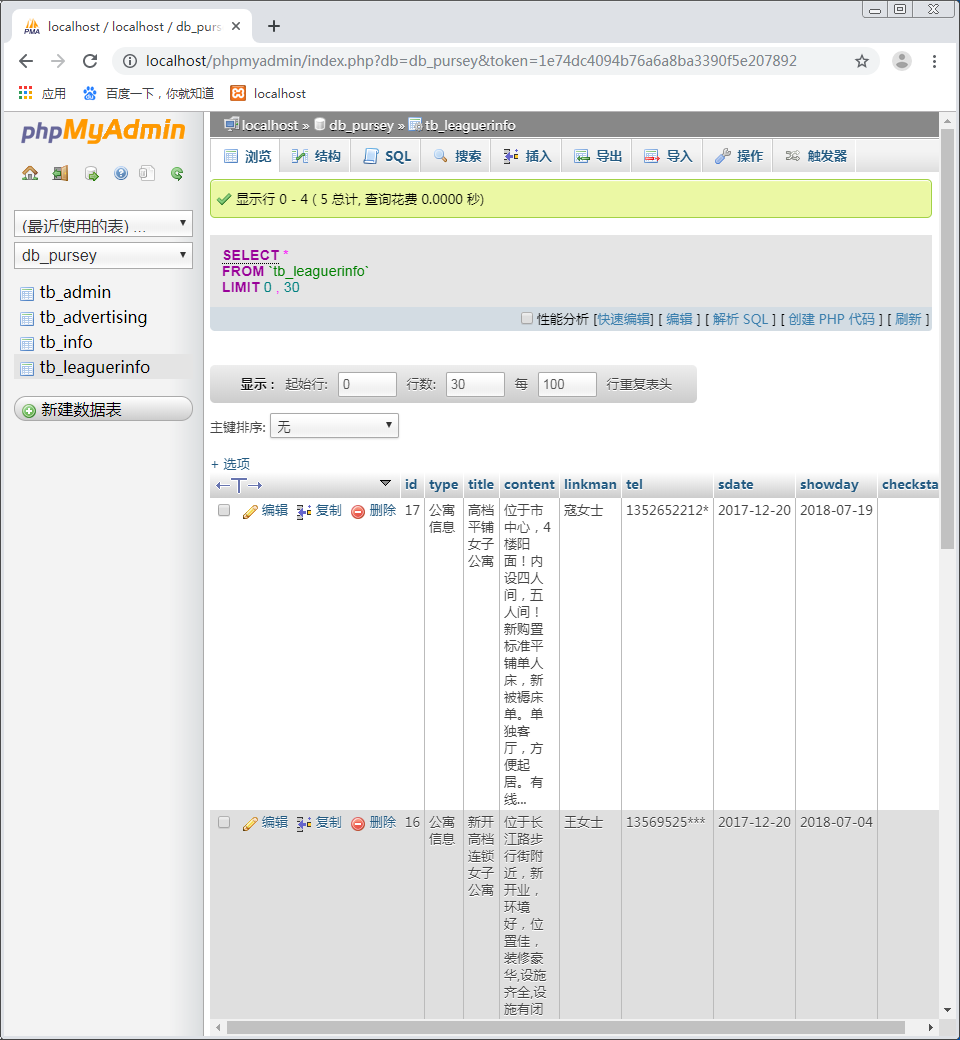 localhost / localhost / db_purs
localhost/phpmyadmin/index.php?db=db_pursey&token=1e74dc4094b76a6a8ba3390f5e207892
应用 百度一下，你就知道 localhost
phpMyAdmin
(最近使用的表) ...
db_pursey
tb_admin
tb_advertising
tb_info
tb_leaguerinfo
新建数据表
localhost » db_pursey » tb_leaguerinfo
浏览 结构 SQL 搜索 插入 导出 导入 操作 触发器
显示行 0 - 4 ( 5 总计, 查询花费 0.0000 秒)
SELECT *
FROM `tb_leaguerinfo`
LIMIT 0 , 30
性能分析 [快速编辑] [ 编辑 ] [ 解析 SQL ] [ 创建 PHP 代码 ] [ 刷新 ]
显示 : 起始行: 0 行数: 30 每 100 行重复表头
主键排序: 无
+ 选项
←T→ id type title content linkman tel sdate showday checksta
编辑 复制 删除 17 公寓 高档 位于市 寇女士 1352652212* 2017-12-20 2018-07-19
信息 平铺 中心，4
女子 楼阳
公寓 面！内
设四人
间，五
人间！
新购置
标准平
铺单人
床，新
被褥床
单。单
独客
厅，方
便起
居。有
线...
编辑 复制 删除 16 公寓 新开 位于长 王女士 13569525*** 2017-12-20 2018-07-04
信息 高档 江路步
连锁 行街附
女子 近，新
公寓 开业，
环境
好，位
置佳，
装修豪
华,设施
齐全,设
施有闭